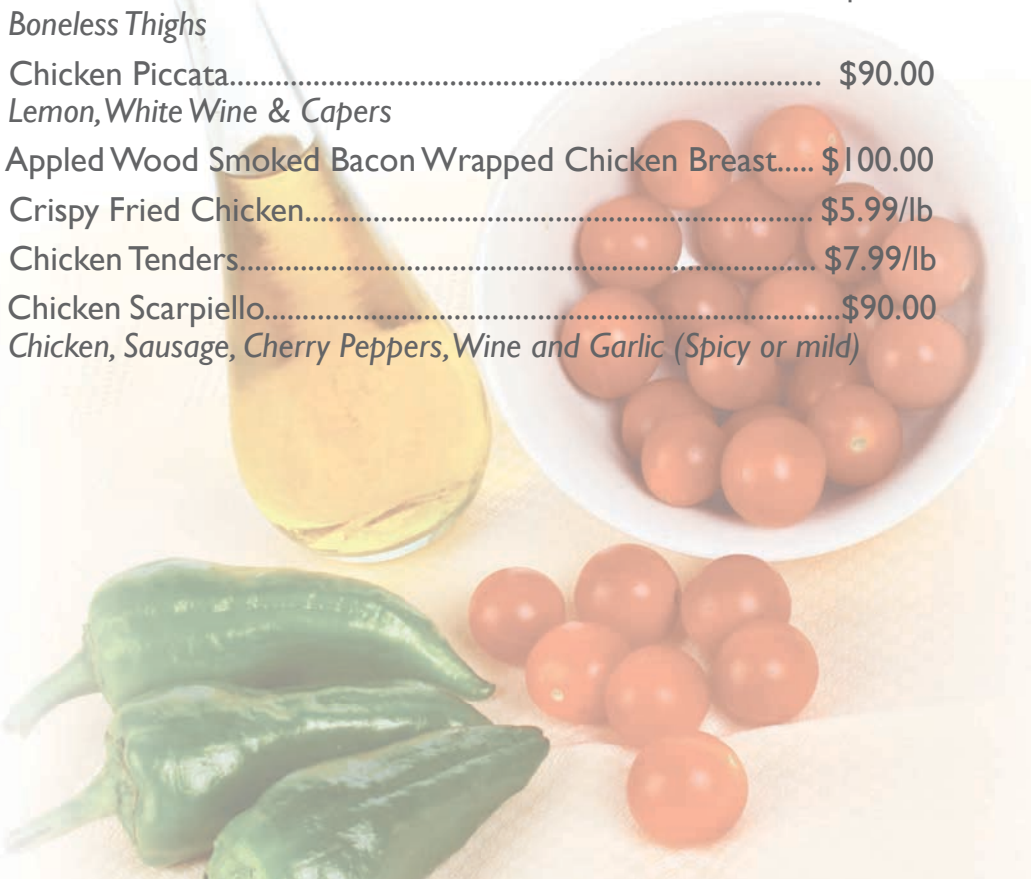 Boneless Thighs
Chicken Piccata....................................................................................... $90.00
Lemon, White Wine & Capers
Appled Wood Smoked Bacon Wrapped Chicken Breast..... $100.00
Crispy Fried Chicken........................................................................... $5.99/lb
Chicken Tenders..................................................................................... $7.99/lb
Chicken Scarpiello.................................................................................$90.00
Chicken, Sausage, Cherry Peppers, Wine and Garlic (Spicy or mild)